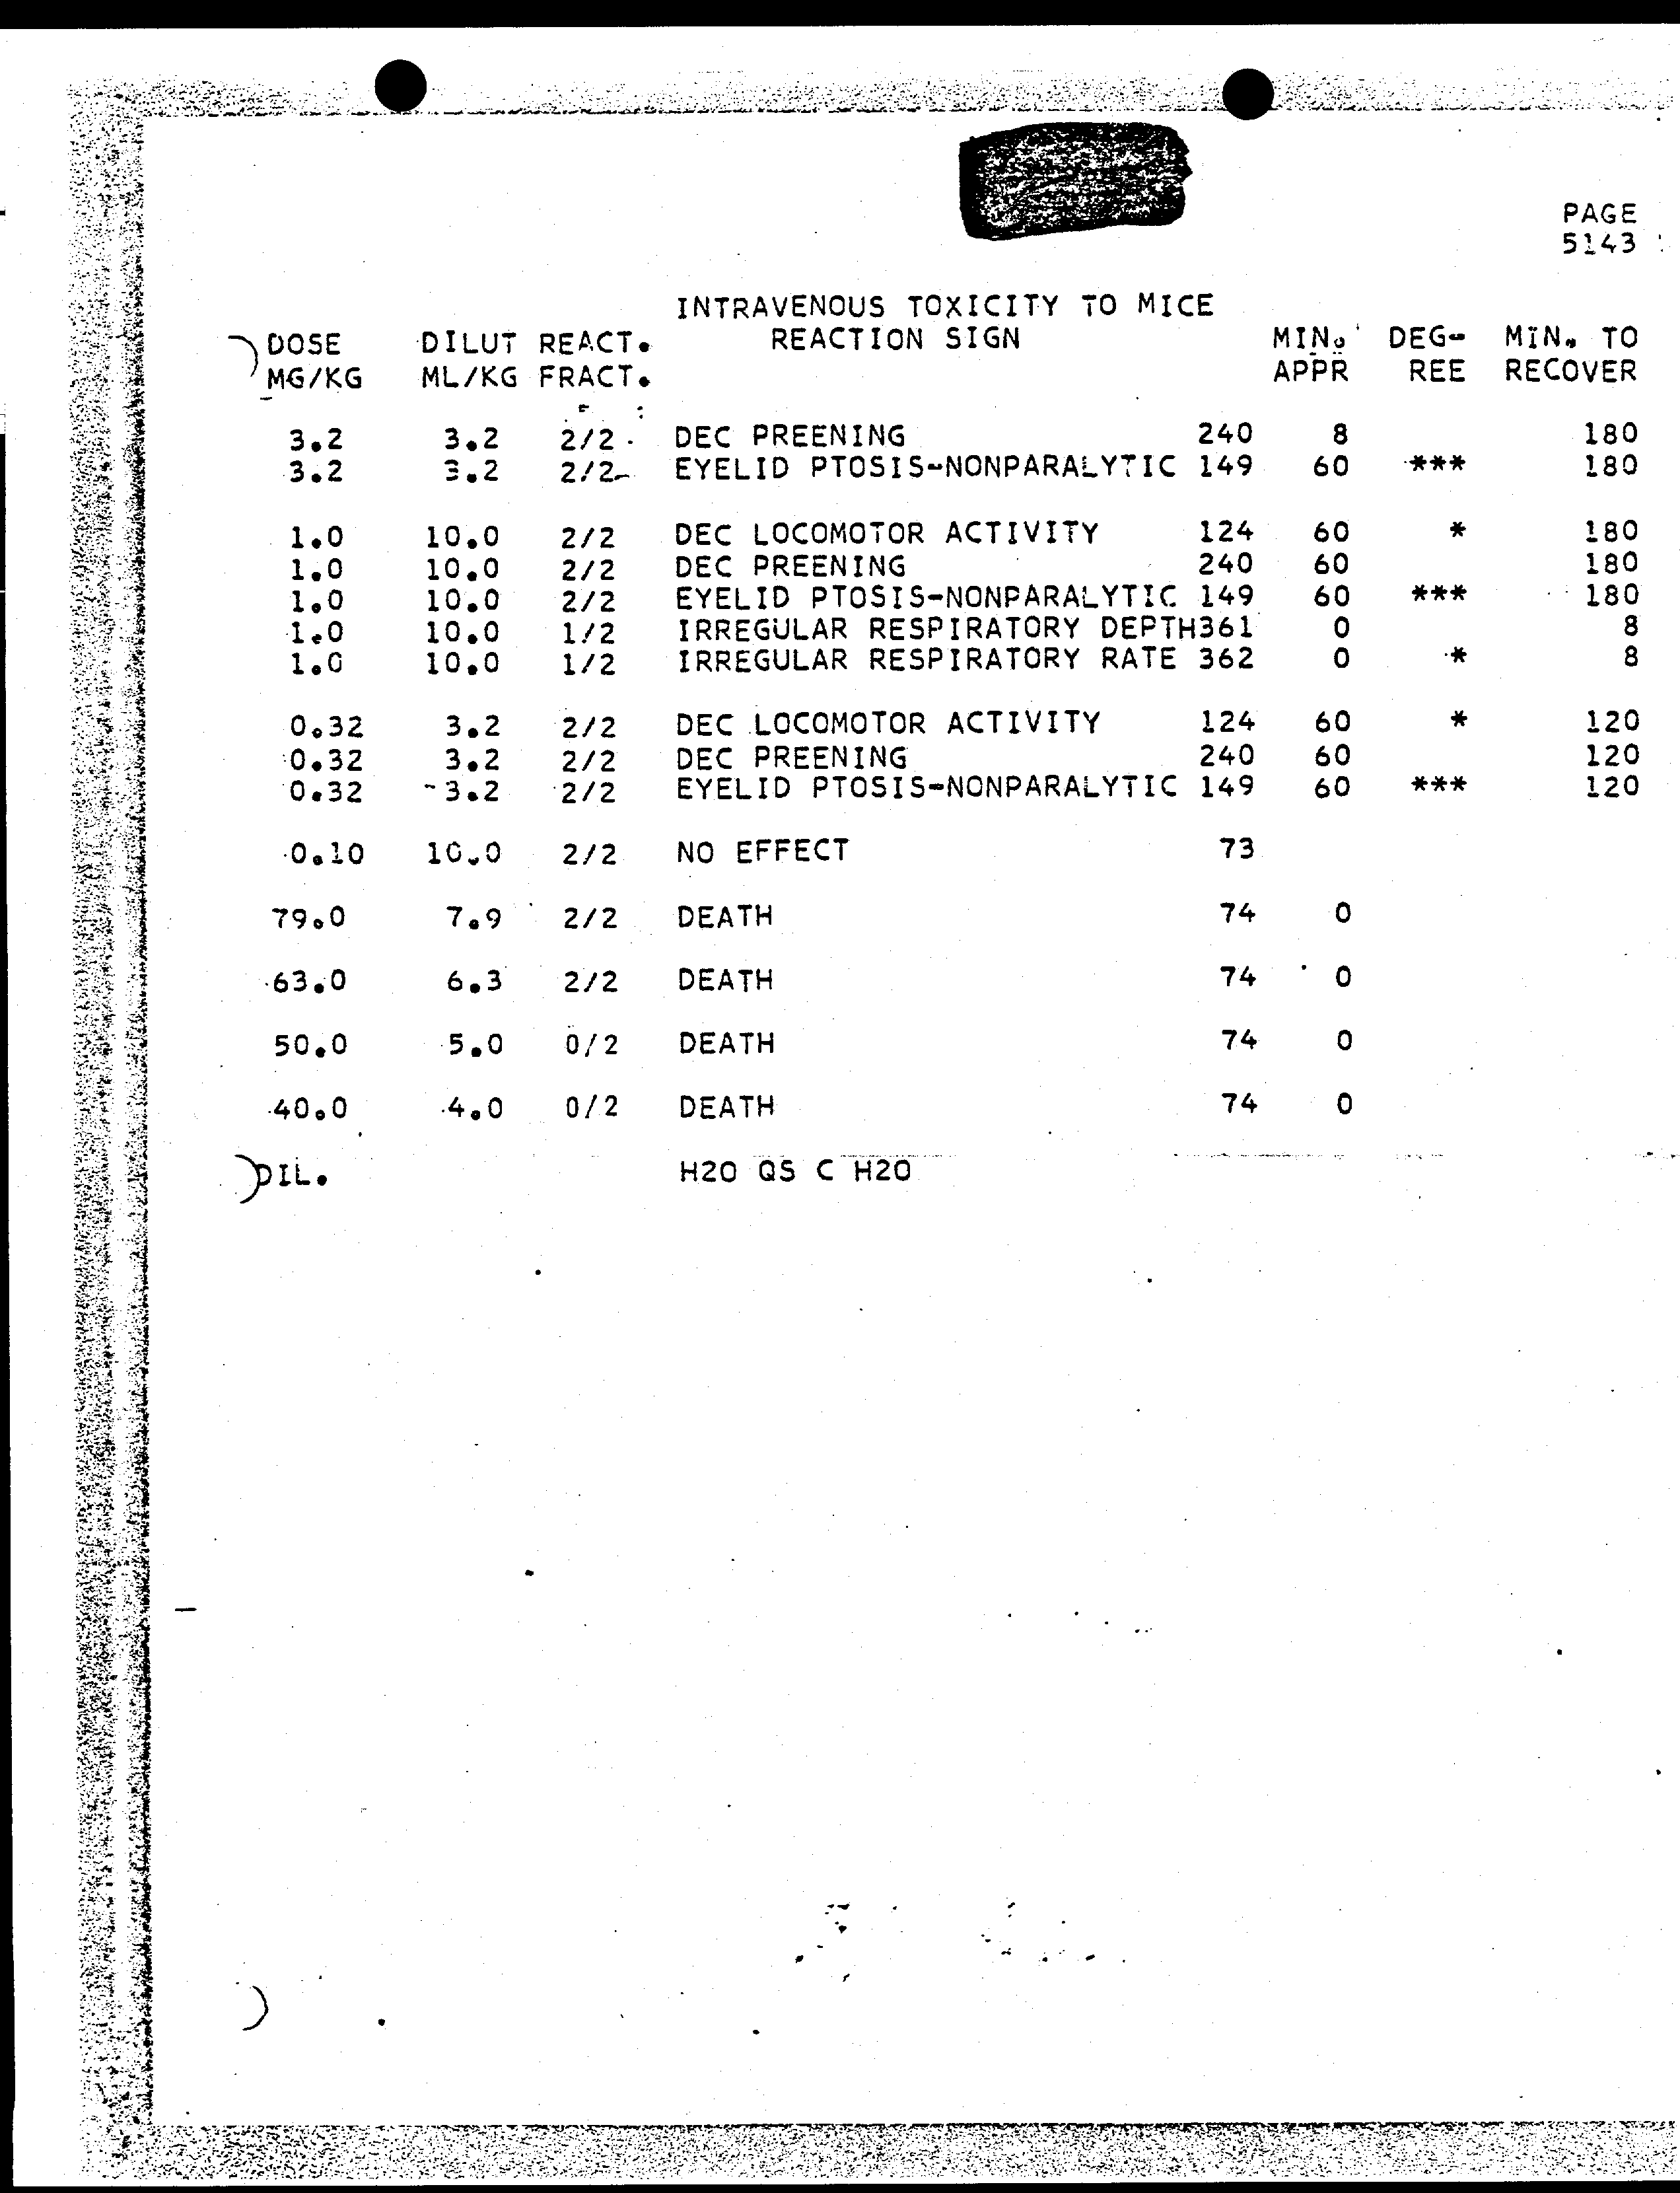 PAGE
5143
INTRAVENOUS TOXICITY TO MICE
DOSE DILUT REACT. REACTION SIGN MIN. DEG- MIN. TO
MG/KG ML/KG FRACT. APPR REE RECOVER
3.2 3.2 2/2 DEC PREENING 240 8 180
3.2 3.2 2/2 EYELID PTOSIS-NONPARALYTIC 149 60 *** 180
1.0 10.0 2/2 DEC LOCOMOTOR ACTIVITY 124 60 * 180
1.0 10.0 2/2 DEC PREENING 240 60 180
1.0 10.0 2/2 EYELID PTOSIS-NONPARALYTIC 149 60 *** 180
1.0 10.0 1/2 IRREGULAR RESPIRATORY DEPTH361 0 8
1.0 10.0 1/2 IRREGULAR RESPIRATORY RATE 362 0 * 8
0.32 3.2 2/2 DEC LOCOMOTOR ACTIVITY 124 60 * 120
0.32 3.2 2/2 DEC PREENING 240 60 120
0.32 3.2 2/2 EYELID PTOSIS-NONPARALYTIC 149 60 *** 120
0.10 10.0 2/2 NO EFFECT 73
79.0 7.9 2/2 DEATH 74 0
63.0 6.3 2/2 DEATH 74 0
50.0 5.0 0/2 DEATH 74 0
40.0 4.0 0/2 DEATH 74 0
DIL. H2O QS C H2O